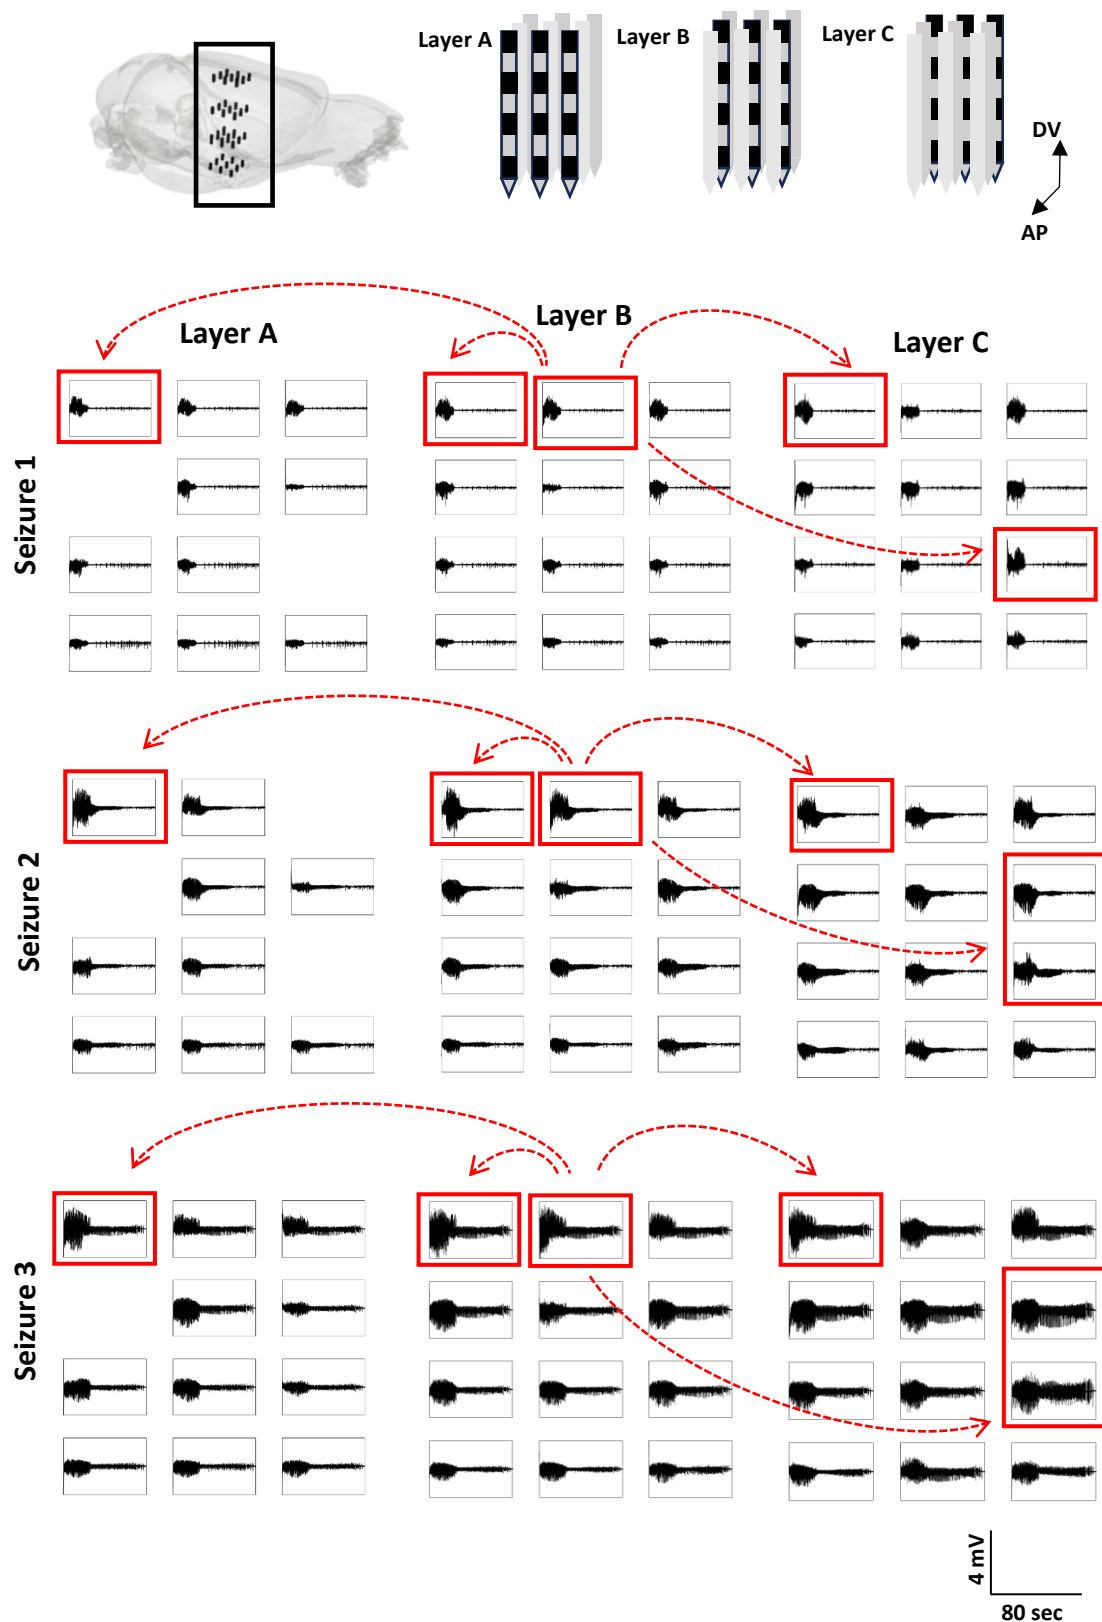 Layer A
Layer B
Layer C
DV
AP
Layer A
Layer B
Layer C
Seizure 1
Seizure 2
Seizure 3
4 mV
80 sec